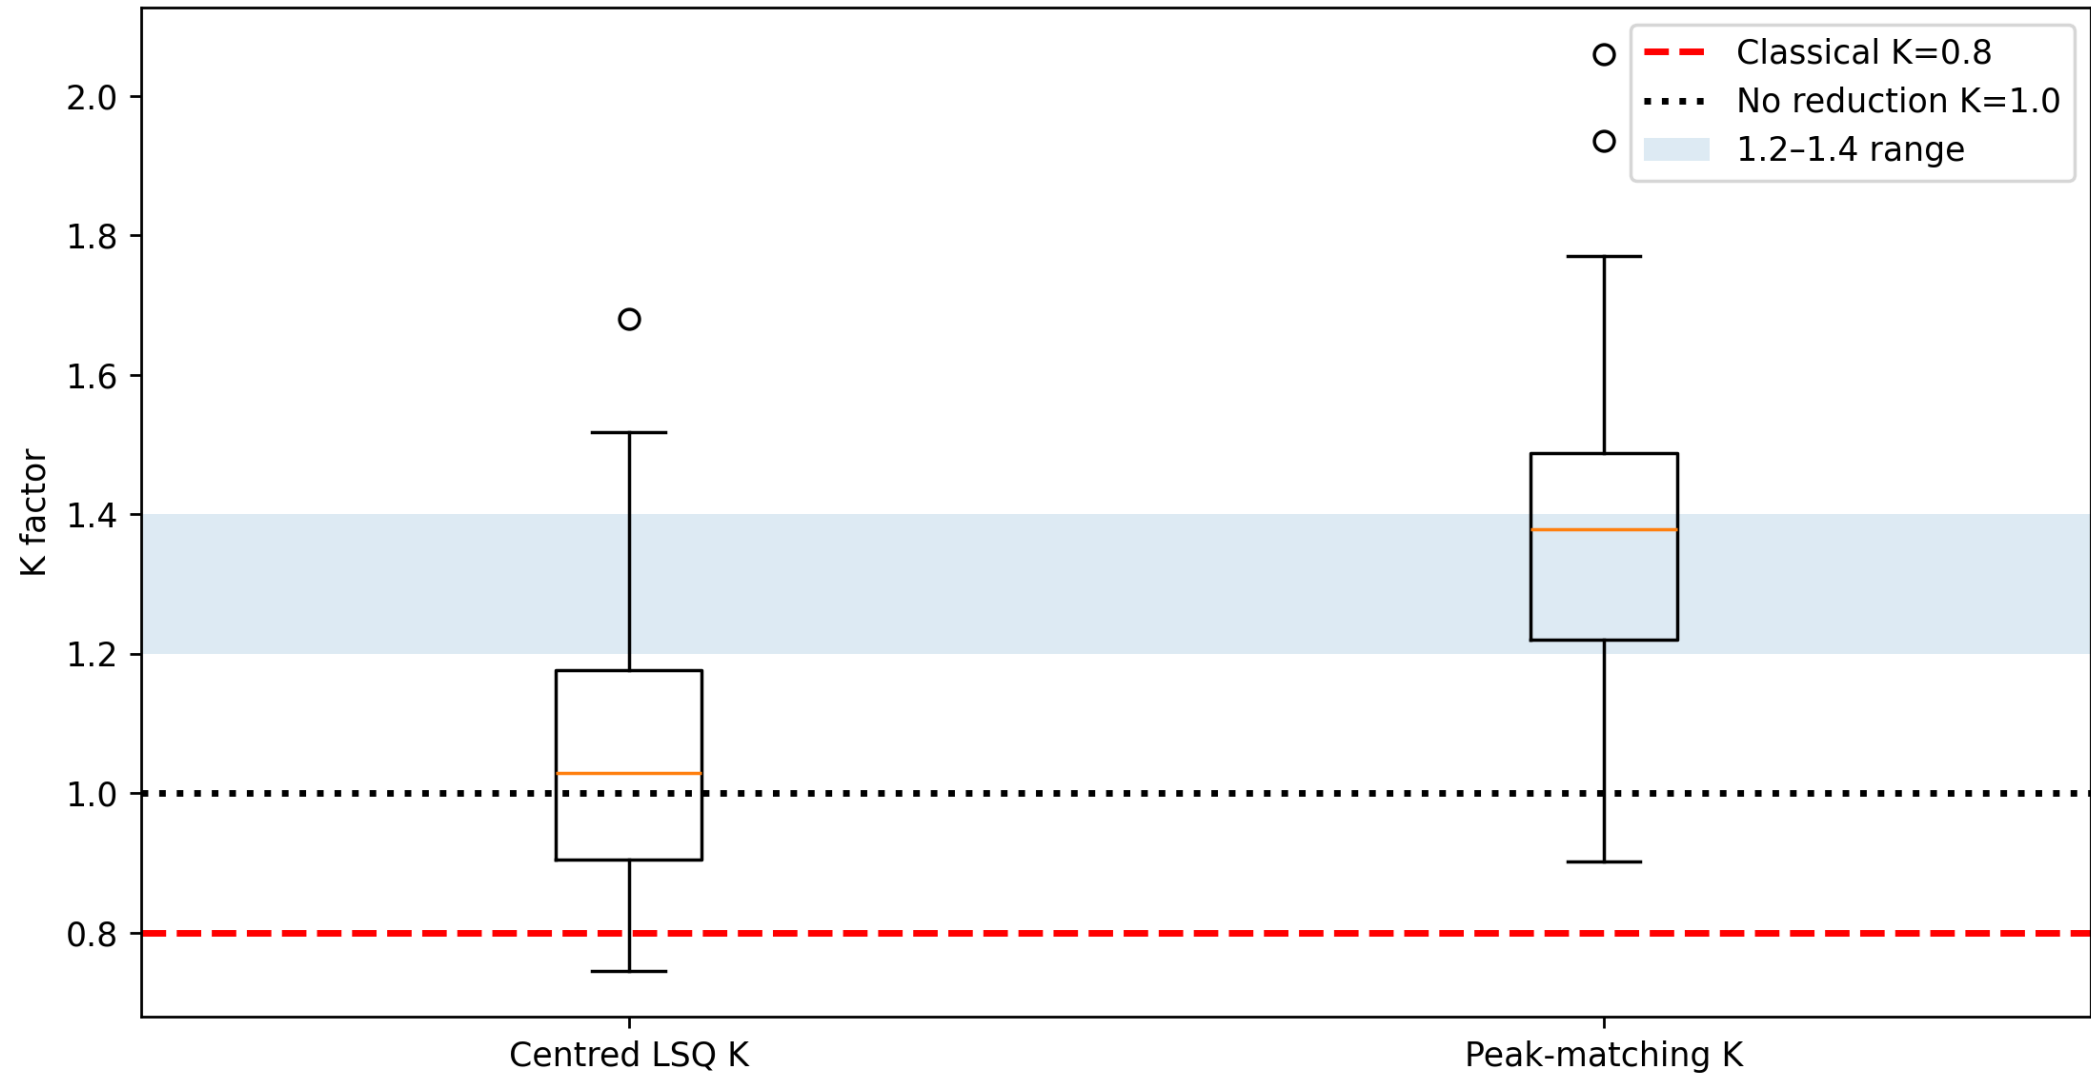 Classical K=0.8
No reduction K=1.0
1.2–1.4 range
K factor
2.0
1.8
1.6
1.4
1.2
1.0
0.8
Centred LSQ K
Peak-matching K